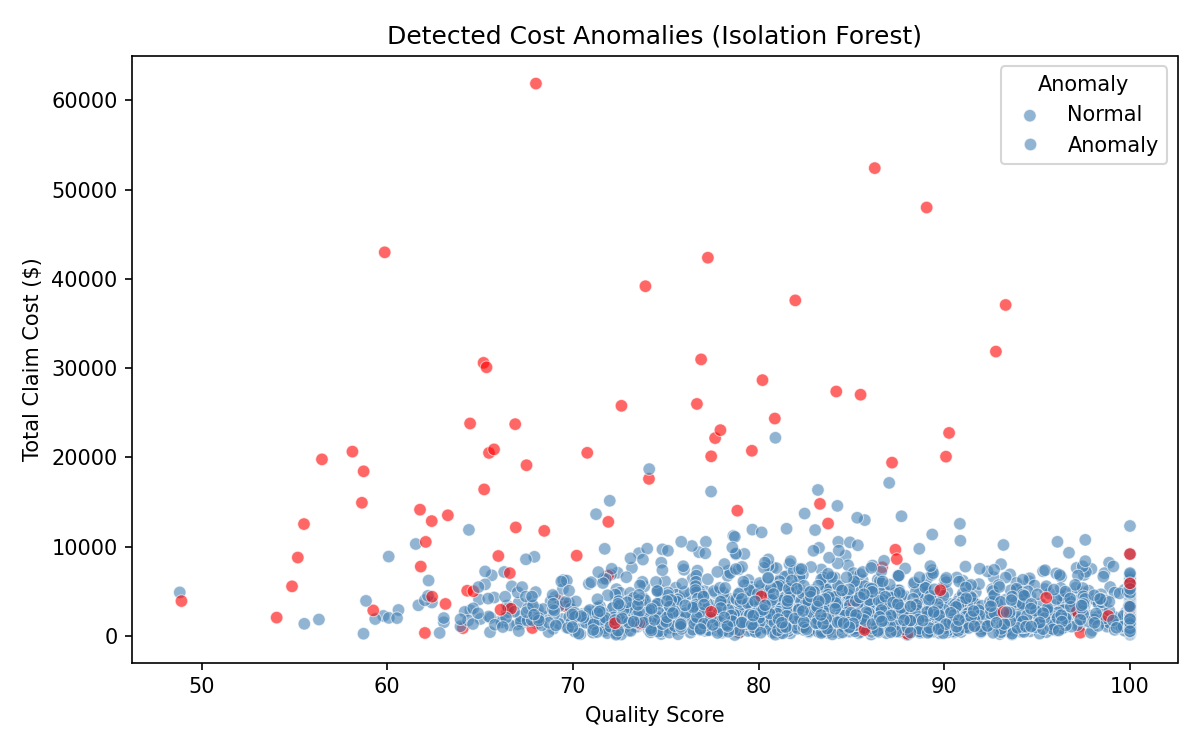 Detected Cost Anomalies (Isolation Forest)
Anomaly
Normal
Anomaly
Total Claim Cost ($)
60000
50000
40000
30000
20000
10000
0
50 60 70 80 90 100
Quality Score